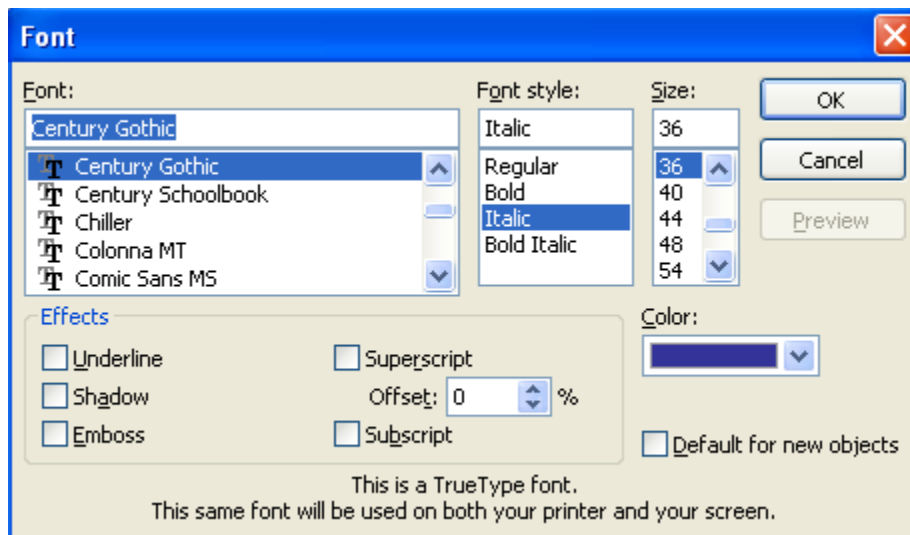 Font
Font:
Font style:
Size:
OK
Century Gothic
Italic
36
Century Gothic
Century Schoolbook
Chiller
Colonna MT
Comic Sans MS
Regular
Bold
Italic
Bold Italic
36
40
44
48
54
Cancel
Preview
Effects
Underline
Shadow
Emboss
Superscript
Offset: 0 %
Subscript
Color:
Default for new objects
This is a TrueType font.
This same font will be used on both your printer and your screen.